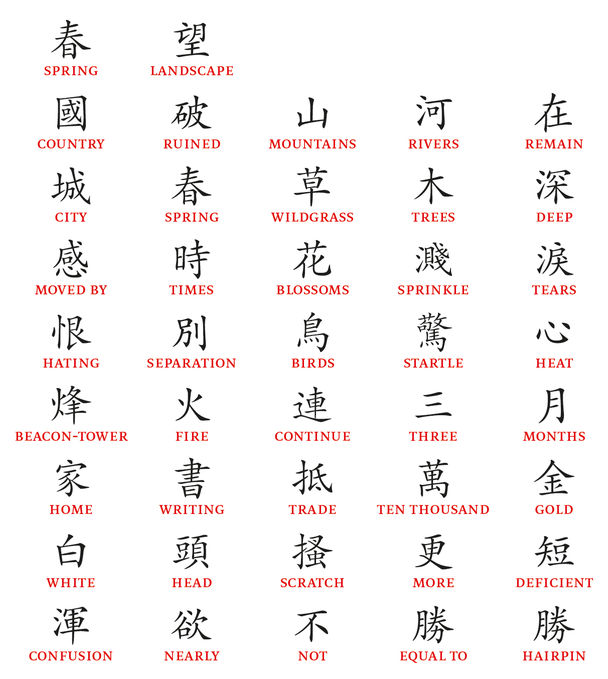 春 望
SPRING LANDSCAPE
國 破 山 河 在
COUNTRY RUINED MOUNTAINS RIVERS REMAIN
城 春 草 木 深
CITY SPRING WILDGRASS TREES DEEP
感 時 花 濺 淚
MOVED BY TIMES BLOSSOMS SPRINKLE TEARS
恨 別 鳥 驚 心
HATING SEPARATION BIRDS STARTLE HEAT
烽 火 連 三 月
BEACON-TOWER FIRE CONTINUE THREE MONTHS
家 書 抵 萬 金
HOME WRITING TRADE TEN THOUSAND GOLD
白 頭 搔 更 短
WHITE HEAD SCRATCH MORE DEFICIENT
渾 欲 不 勝 勝
CONFUSION NEARLY NOT EQUAL TO HAIRPIN